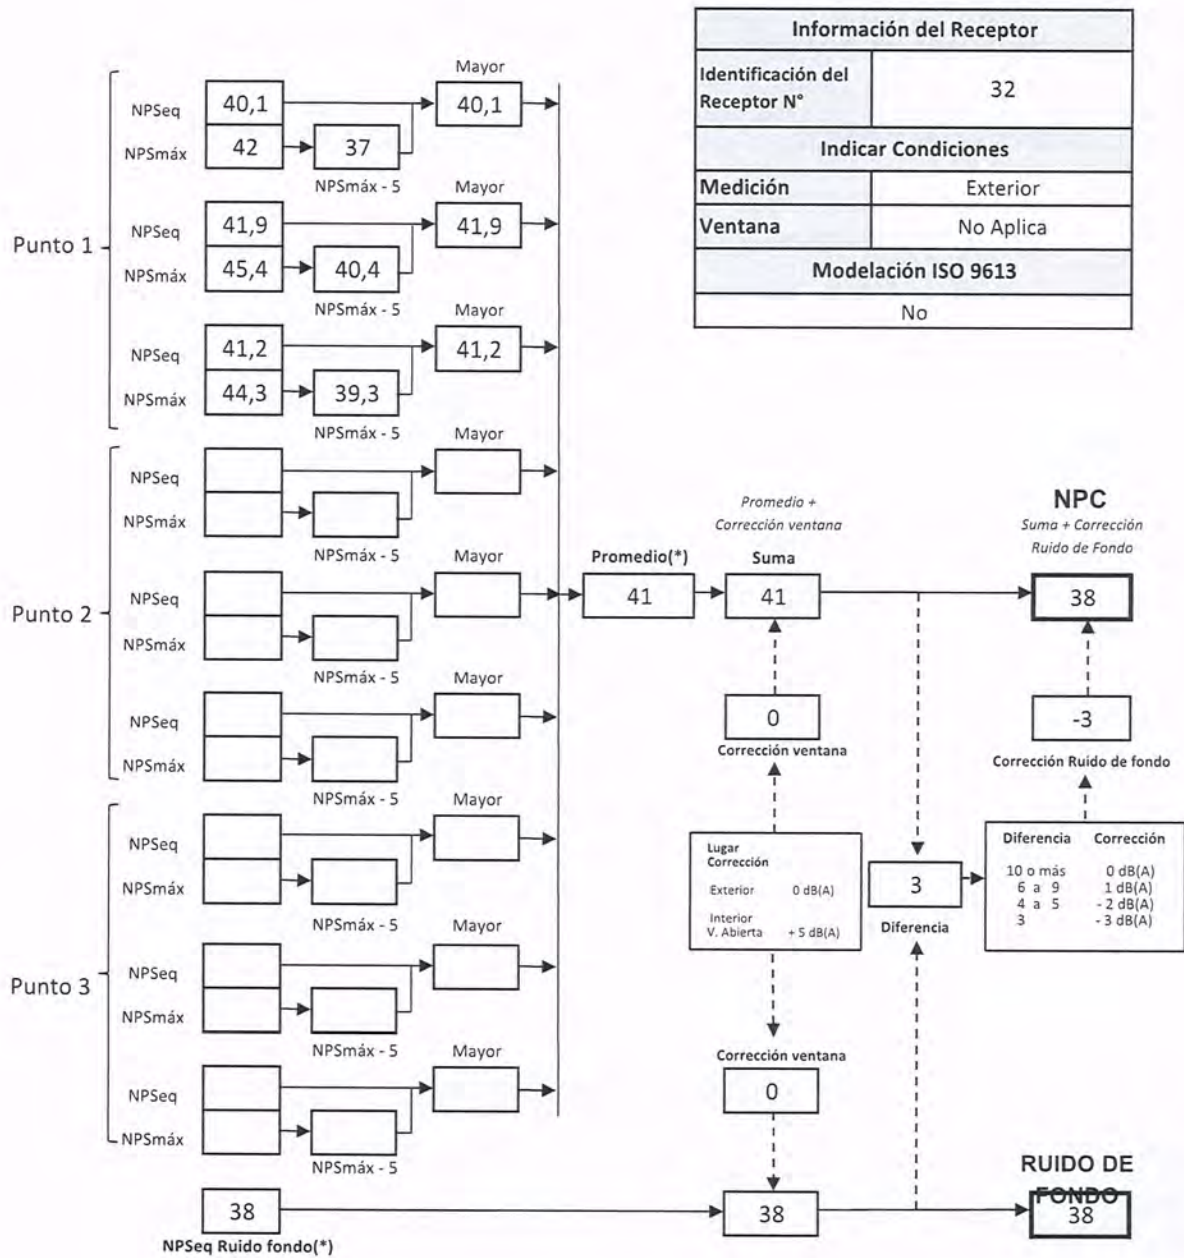 Información del Receptor
Identificación del Receptor N° 32
Indicar Condiciones
Medición Exterior
Ventana No Aplica
Modelación ISO 9613
No
Punto 1
Mayor
NPSeq 40,1 40,1
NPSmáx 42 37
NPSmáx - 5
Mayor
NPSeq 41,9 41,9
NPSmáx 45,4 40,4
NPSmáx - 5
Mayor
NPSeq 41,2 41,2
NPSmáx 44,3 39,3
NPSmáx - 5
Punto 2
Mayor
NPSeq
NPSmáx
NPSmáx - 5
Mayor
NPSeq
NPSmáx
NPSmáx - 5
Mayor
NPSeq
NPSmáx
NPSmáx - 5
Punto 3
Mayor
NPSeq
NPSmáx
NPSmáx - 5
Mayor
NPSeq
NPSmáx
NPSmáx - 5
Mayor
NPSeq
NPSmáx
NPSmáx - 5
Promedio(*)
41
Promedio +
Corrección ventana
Suma
41
NPC
Suma + Corrección
Ruido de Fondo
38
0
Corrección ventana
-3
Corrección Ruido de fondo
Lugar
Corrección
Exterior 0 dB(A)
Interior
V. Abierta + 5 dB(A)
3
Diferencia
Diferencia Corrección
10 o más 0 dB(A)
6 a 9 1 dB(A)
4 a 5 - 2 dB(A)
3 - 3 dB(A)
Corrección ventana
0
38
NPSeq Ruido fondo(*)
38
RUIDO DE
FONDO
38